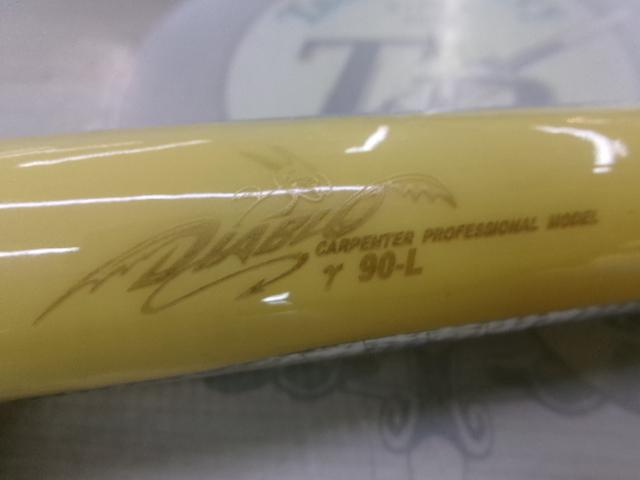 DIABLO
CARPENTER PROFESSIONAL MODEL
γ 90-L